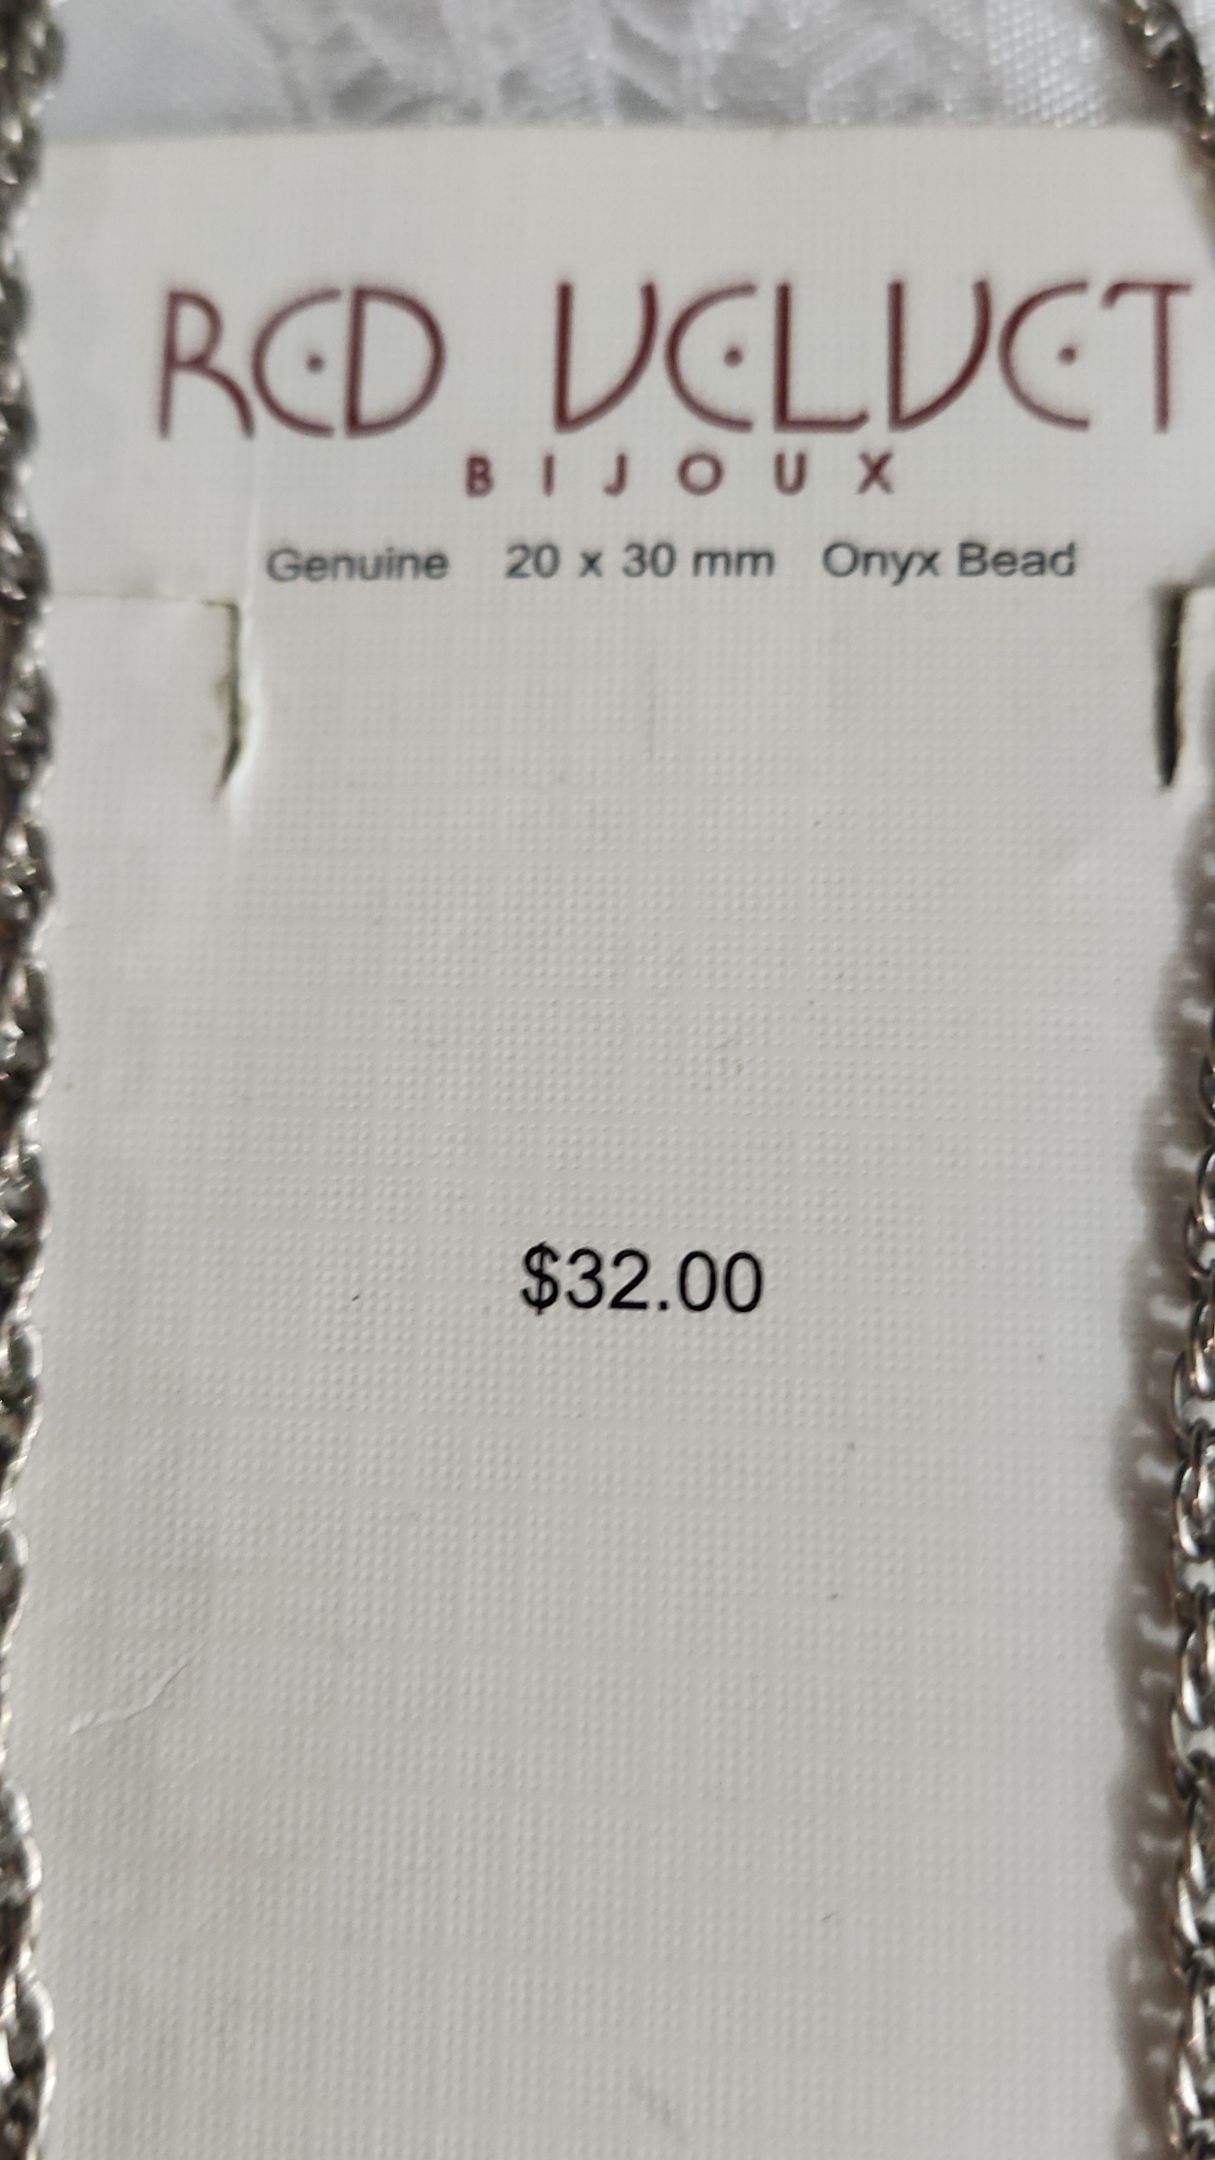 RED VELVET
BIJOUX
Genuine 20 x 30 mm Onyx Bead
$32.00